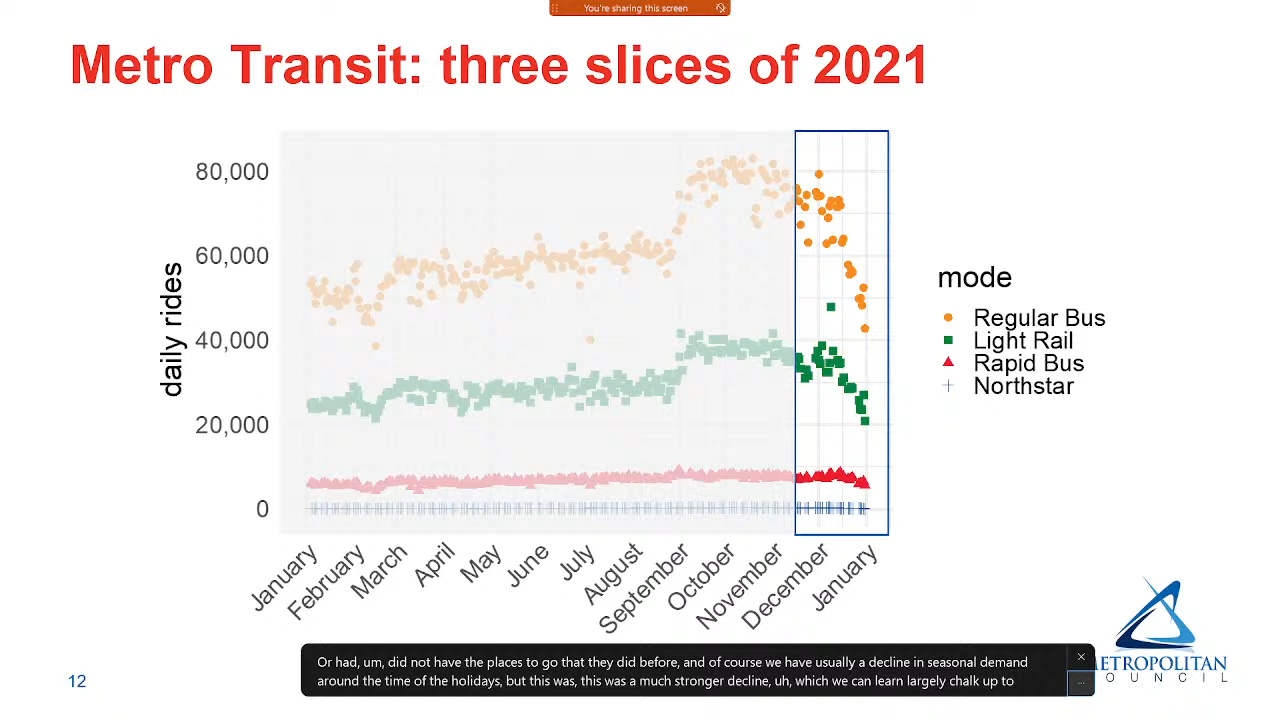 You're sharing this screen
Metro Transit: three slices of 2021
daily rides
80,000
60,000
40,000
20,000
0
January
February
March
April
May
June
July
August
September
October
November
December
January
mode
Regular Bus
Light Rail
Rapid Bus
Northstar
Or had, um, did not have the places to go that they did before, and of course we have usually a decline in seasonal demand
around the time of the holidays, but this was, this was a much stronger decline, uh, which we can learn largely chalk up to
12
ETROPOLITAN
OUNCIL